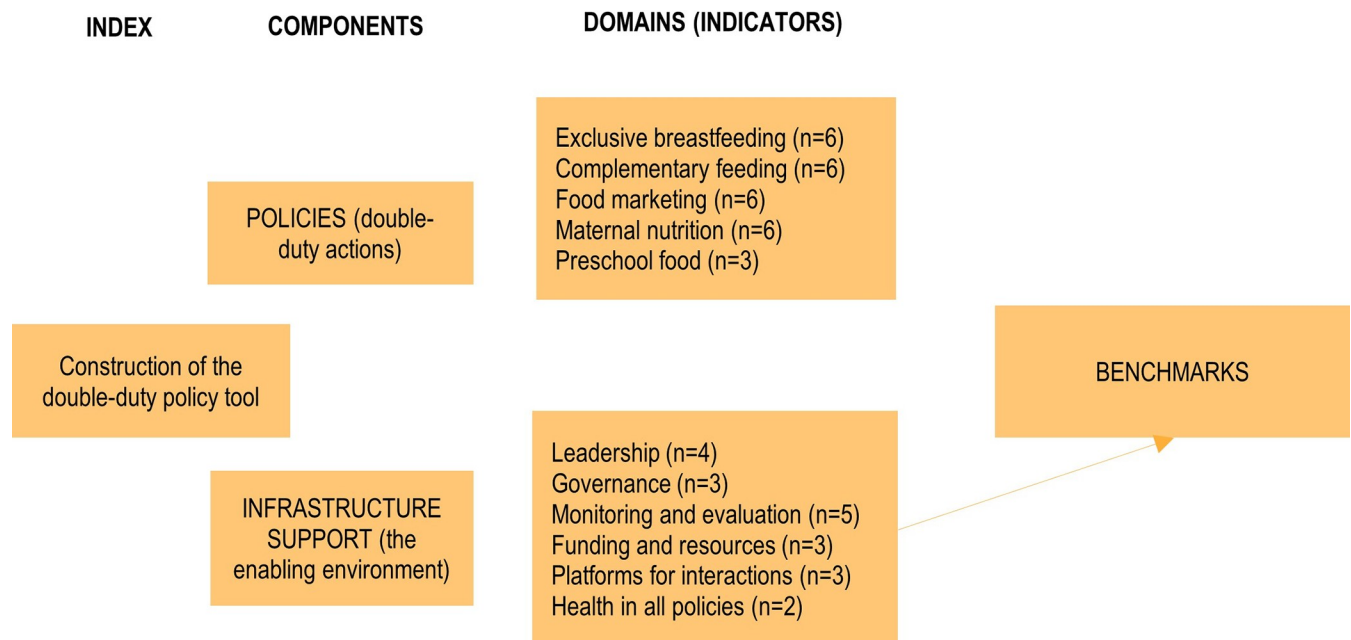 INDEX
COMPONENTS
DOMAINS (INDICATORS)
Exclusive breastfeeding (n=6)
Complementary feeding (n=6)
Food marketing (n=6)
Maternal nutrition (n=6)
Preschool food (n=3)
POLICIES (double-
duty actions)
Construction of the
double-duty policy tool
BENCHMARKS
INFRASTRUCTURE
SUPPORT (the
enabling environment)
Leadership (n=4)
Governance (n=3)
Monitoring and evaluation (n=5)
Funding and resources (n=3)
Platforms for interactions (n=3)
Health in all policies (n=2)